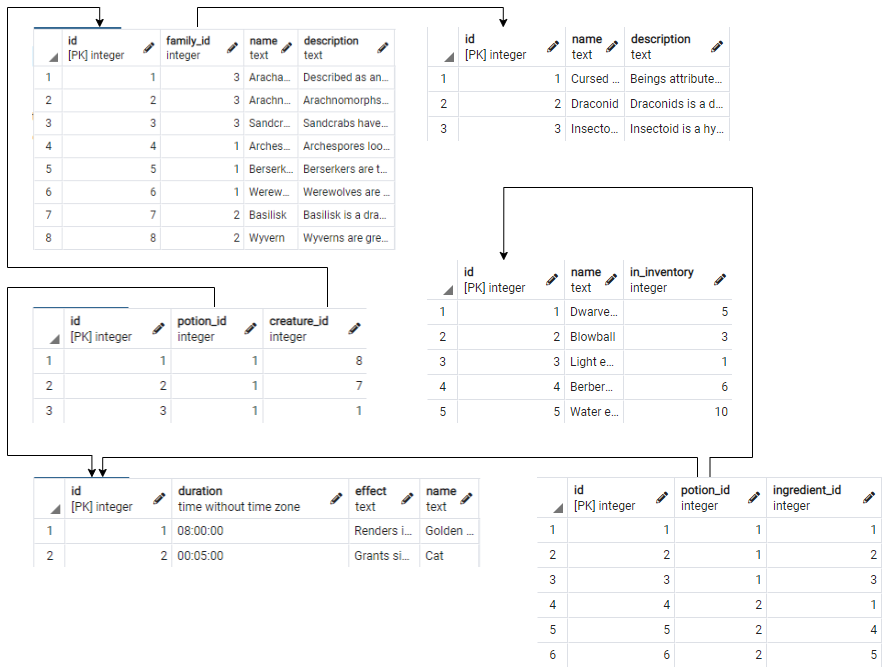 id family_id name description
[PK] integer integer text text
1 1 3 Aracha... Described as an...
2 2 3 Arachn... Arachnomorphs...
3 3 3 Sandcr... Sandcrabs have...
4 4 1 Arches... Archespores loo...
5 5 1 Berserk... Berserkers are t...
6 6 1 Werew... Werewolves are ...
7 7 2 Basilisk Basilisk is a dra...
8 8 2 Wyvern Wyverns are gre...
id name description
[PK] integer text text
1 1 Cursed ... Beings attribute...
2 2 Draconid Draconids is a d...
3 3 Insecto... Insectoid is a hy...
id name in_inventory
[PK] integer text integer
1 1 Dwarve... 5
2 2 Blowball 3
3 3 Light e... 1
4 4 Berber... 6
5 5 Water e... 10
id potion_id creature_id
[PK] integer integer integer
1 1 1 8
2 2 1 7
3 3 1 1
id duration effect name
[PK] integer time without time zone text text
1 1 08:00:00 Renders i... Golden ...
2 2 00:05:00 Grants si... Cat
id potion_id ingredient_id
[PK] integer integer integer
1 1 1 1
2 2 1 2
3 3 1 3
4 4 2 1
5 5 2 4
6 6 2 5